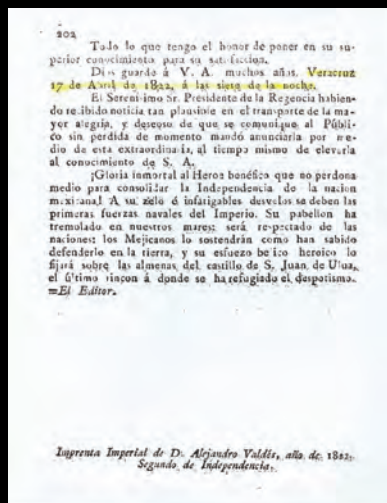 202
Todo lo que tengo el honor de poner en su su-
perior conocimiento para su satisfaccion.
Dios guarde á V. A. muchos años. Veracruz
17 de Abril de 1822, á las siete de la noche.
El Serenisimo Sr. Presidente de la Regencia habien-
do recibido noticia tan plausible en el transporte de la ma-
yor alegria, y deseoso de que se comunique al Públi-
co sin perdida de momento mandó anunciarla por me-
dio de esta extraordinaria, al tiempo mismo de elevarla
al conocimiento de S. A.
¡Gloria inmortal al Heroe benéfico que no perdona
medio para consolidar la Independencia de la nacion
mexicana! A su zelo é infatigables desvelos se deben las
primeras fuerzas navales del Imperio. Su pabellon ha
tremolado en nuestros mares: será respetado de las
naciones: los Mejicanos lo sostendrán como han sabido
defenderlo en la tierra, y su esfuezo belico heroico lo
fijará sobre las almenas del castillo de S. Juan de Ulua,
el último rincon á donde se ha refugiado el despotismo.
=El Editor.
Imprenta Imperial de D. Alejandro Valdés, año de 1822.
Segundo de Independencia.